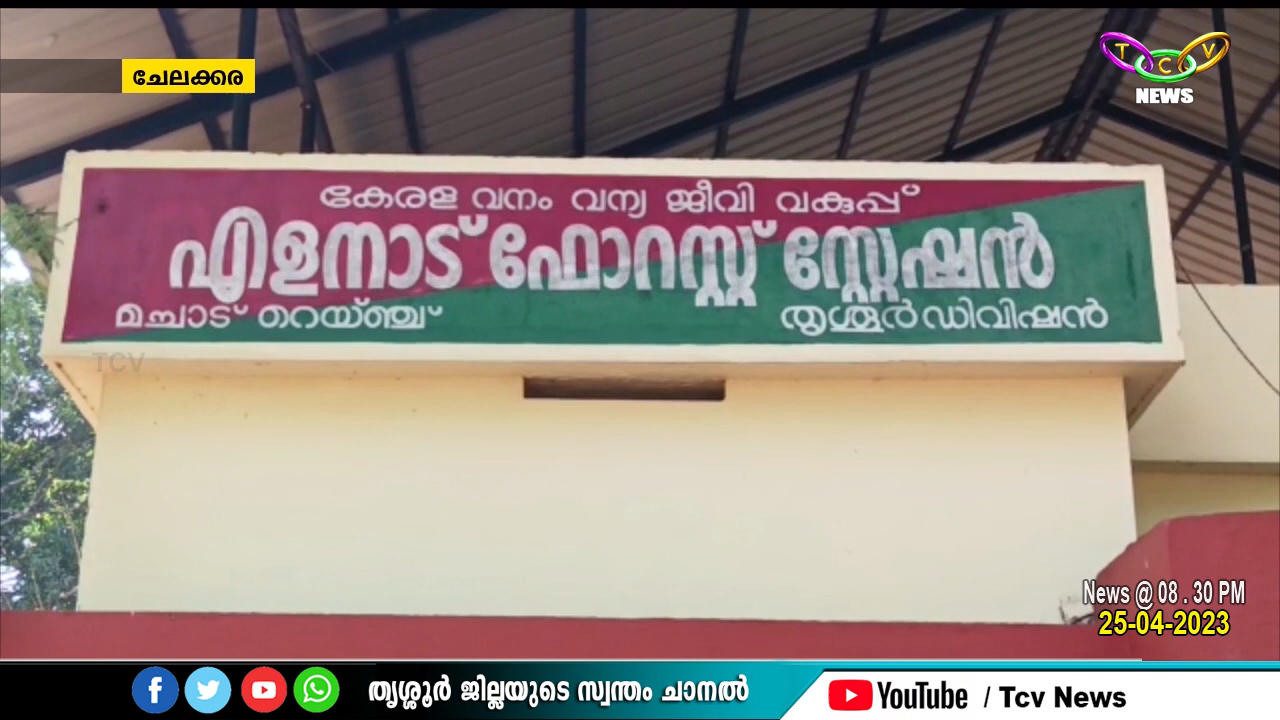 ചേലക്കര
T C V
NEWS
കേരള വനം വന്യ ജീവി വകുപ്പ്
എളനാട് ഫോറസ്റ്റ് സ്റ്റേഷൻ
മച്ചാട് റെയ്ഞ്ച്
തൃശ്ശൂർ ഡിവിഷൻ
TCV
News @ 08 . 30 PM
25-04-2023
തൃശ്ശൂർ ജില്ലയുടെ സ്വന്തം ചാനൽ
YouTube / Tcv News